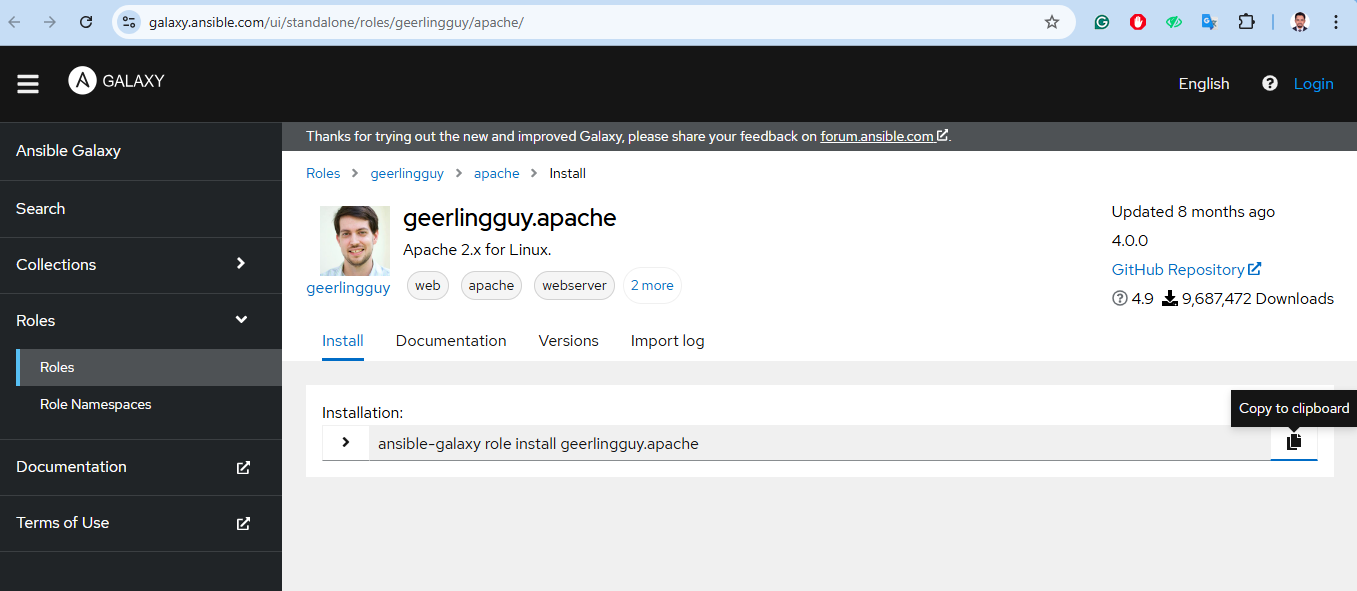 galaxy.ansible.com/ui/standalone/roles/geerlingguy/apache/
GALAXY
English
Login
Ansible Galaxy
Search
Collections
Roles
Roles
Role Namespaces
Documentation
Terms of Use
Thanks for trying out the new and improved Galaxy, please share your feedback on forum.ansible.com.
Roles > geerlingguy > apache > Install
geerlingguy.apache
Apache 2.x for Linux.
geerlingguy
web apache webserver 2 more
Updated 8 months ago
4.0.0
GitHub Repository
4.9 9,687,472 Downloads
Install Documentation Versions Import log
Installation:
Copy to clipboard
ansible-galaxy role install geerlingguy.apache